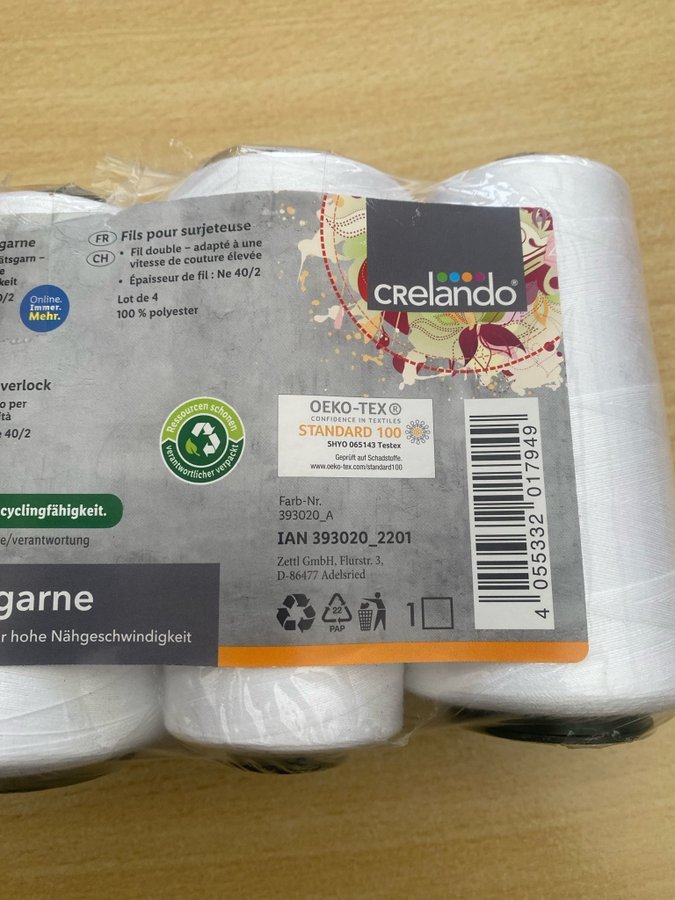 garne
ätsgarn –
e
keit
0/2
Online.
Immer.
Mehr.
verlock
o per
ità
e 40/2
cyclingfähigkeit.
e/verantwortung
garne
r hohe Nähgeschwindigkeit
FR Fils pour surjeteuse
CH • Fil double – adapté à une
vitesse de couture élevée
• Épaisseur de fil : Ne 40/2
Lot de 4
100 % polyester
Ressourcen schonen
verantwortlicher verpackt
CRelando®
OEKO-TEX®
CONFIDENCE IN TEXTILES
STANDARD 100
SHYO 065143 Testex
Geprüft auf Schadstoffe.
www.oeko-tex.com/standard100
Farb-Nr.
393020_A
IAN 393020_2201
Zettl GmbH, Flurstr. 3,
D-86477 Adelsried
22
PAP
1
4 055332 017949